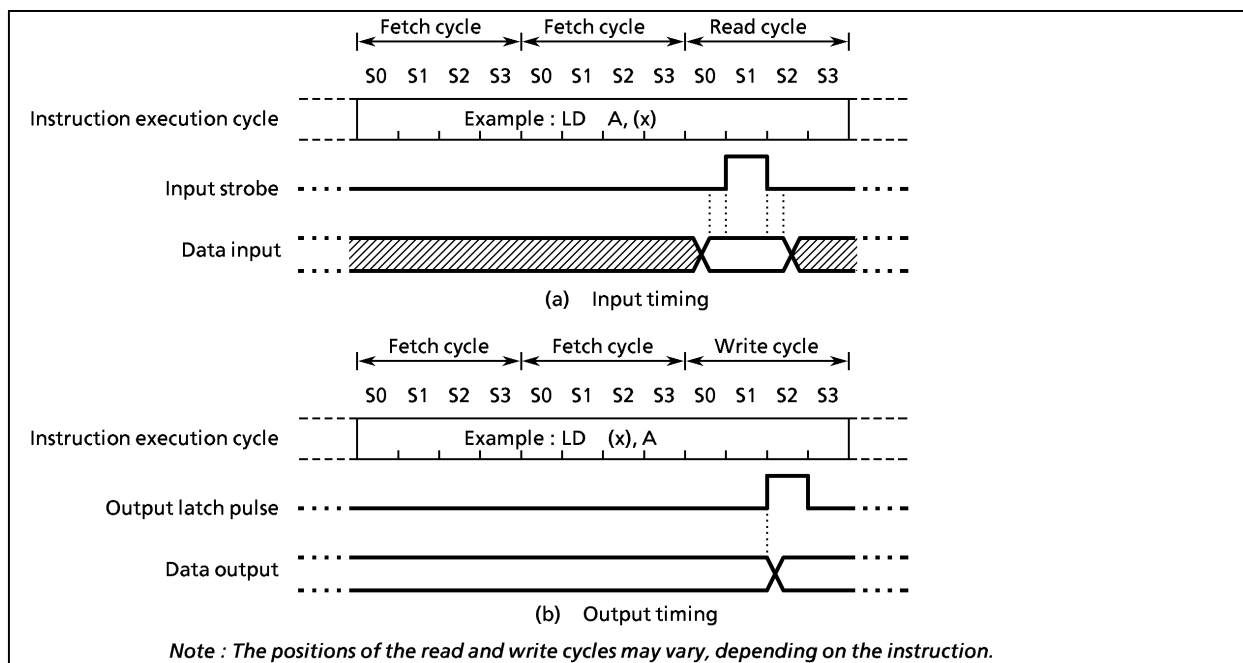 Fetch cycle Fetch cycle Read cycle
S0 S1 S2 S3 S0 S1 S2 S3 S0 S1 S2 S3
Instruction execution cycle Example : LD A, (x)
Input strobe
Data input
(a) Input timing
Fetch cycle Fetch cycle Write cycle
S0 S1 S2 S3 S0 S1 S2 S3 S0 S1 S2 S3
Instruction execution cycle Example : LD (x), A
Output latch pulse
Data output
(b) Output timing
Note : The positions of the read and write cycles may vary, depending on the instruction.